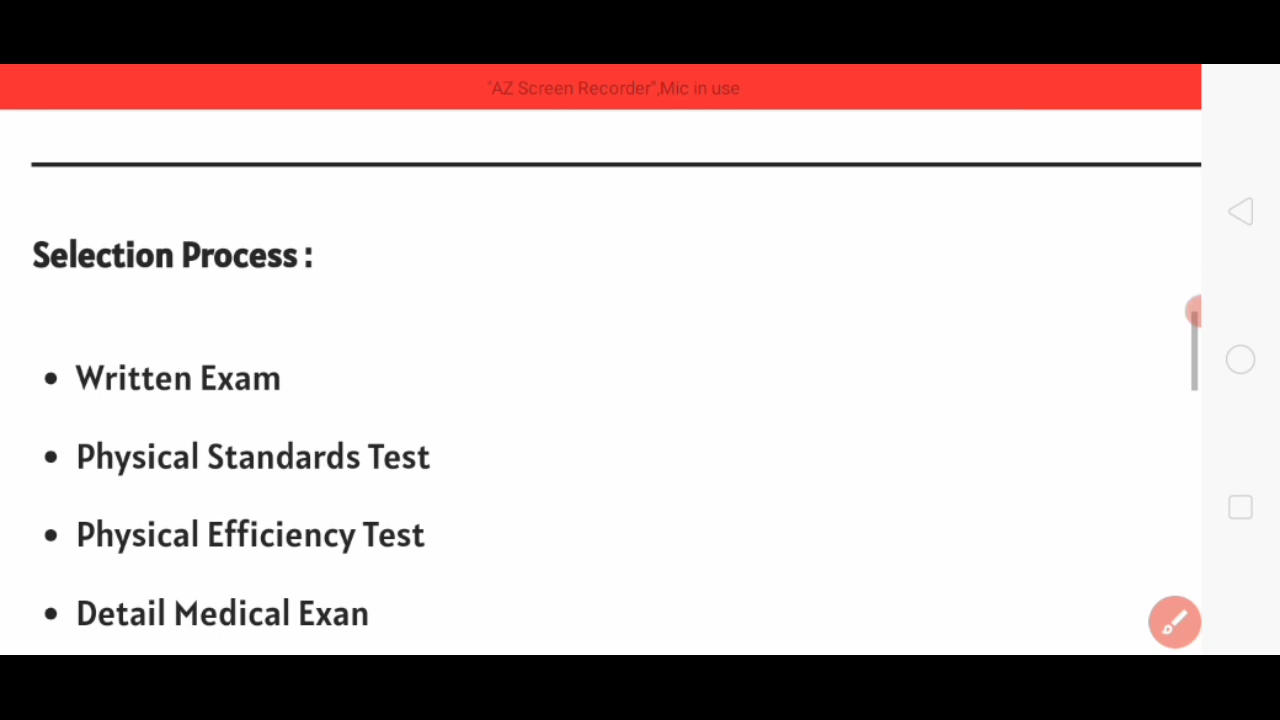 "AZ Screen Recorder",Mic in use
Selection Process :
• Written Exam
• Physical Standards Test
• Physical Efficiency Test
• Detail Medical Exan